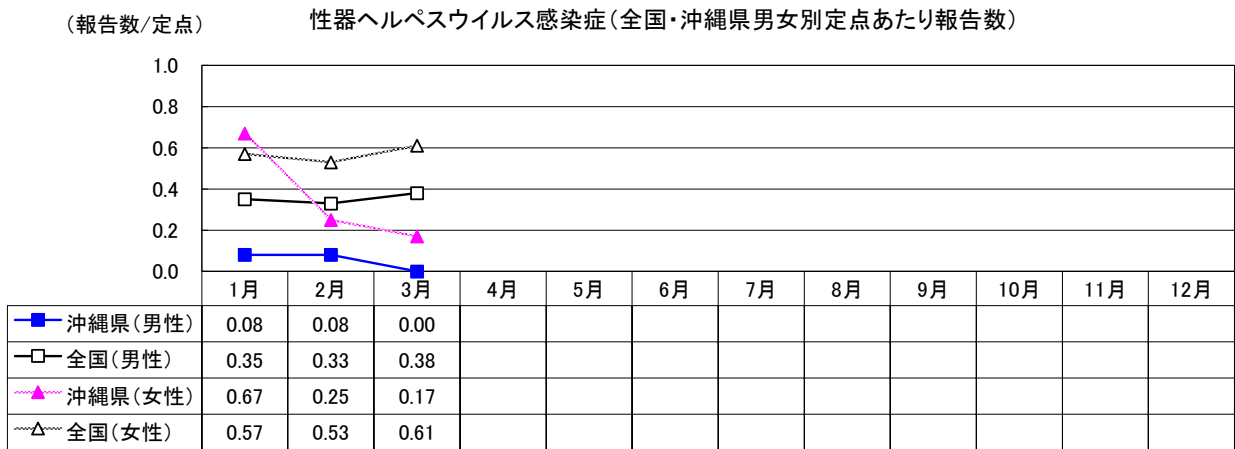 (報告数/定点)
性器ヘルペスウイルス感染症(全国・沖縄県男女別定点あたり報告数)
1.0
0.8
0.6
0.4
0.2
0.0
1月 2月 3月 4月 5月 6月 7月 8月 9月 10月 11月 12月
沖縄県(男性) 0.08 0.08 0.00
全国(男性) 0.35 0.33 0.38
沖縄県(女性) 0.67 0.25 0.17
全国(女性) 0.57 0.53 0.61